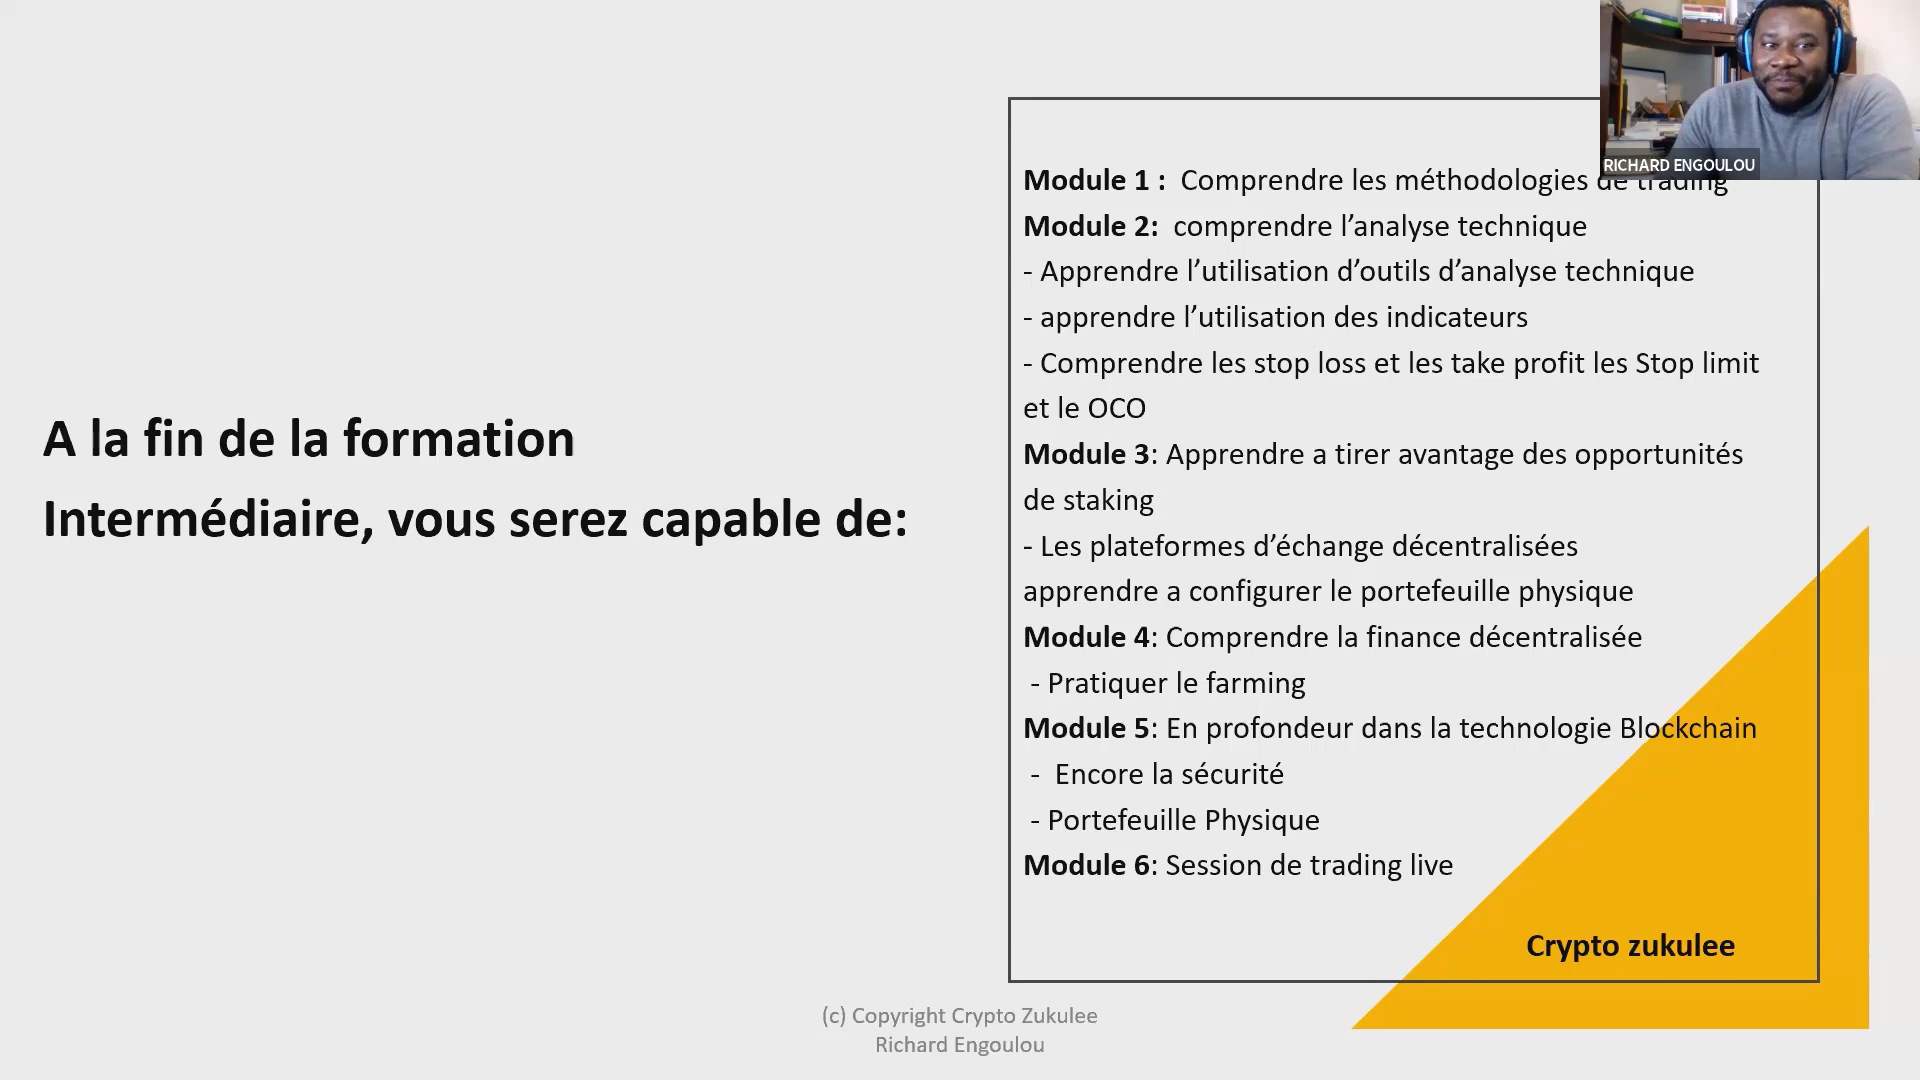 RICHARD ENGOULOU
A la fin de la formation
Intermédiaire, vous serez capable de:
Module 1 :  Comprendre les méthodologies de trading
Module 2:  comprendre l’analyse technique
- Apprendre l’utilisation d’outils d’analyse technique
- apprendre l’utilisation des indicateurs
- Comprendre les stop loss et les take profit les Stop limit
et le OCO
Module 3: Apprendre a tirer avantage des opportunités
de staking
- Les plateformes d’échange décentralisées
apprendre a configurer le portefeuille physique
Module 4: Comprendre la finance décentralisée
- Pratiquer le farming
Module 5: En profondeur dans la technologie Blockchain
-  Encore la sécurité
- Portefeuille Physique
Module 6: Session de trading live
Crypto zukulee
(c) Copyright Crypto Zukulee
Richard Engoulou